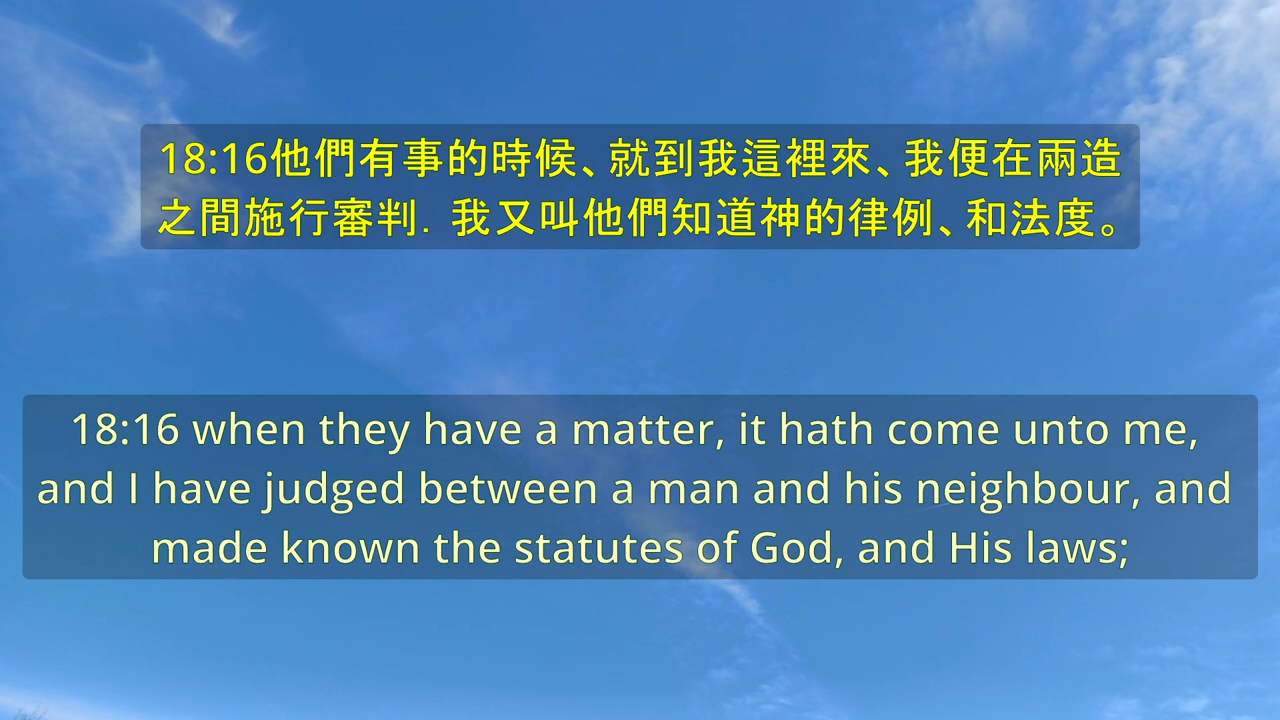 18:16他們有事的時候、就到我這裡來、我便在兩造
之間施行審判．我又叫他們知道神的律例、和法度。
18:16 when they have a matter, it hath come unto me,
and I have judged between a man and his neighbour, and
made known the statutes of God, and His laws;